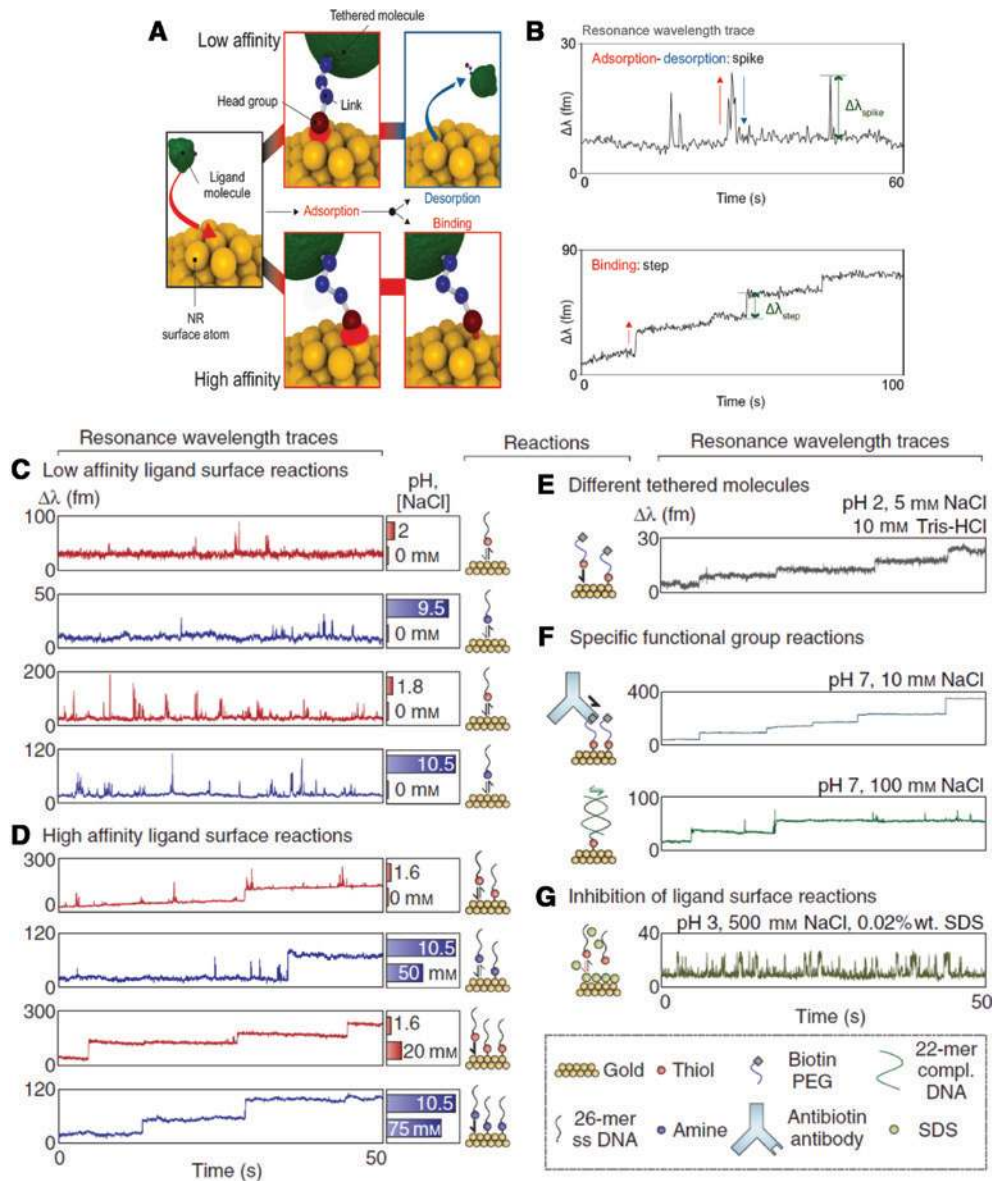 A
Low affinity
Tethered molecule
Head group
Link
Ligand
molecule
Adsorption
Desorption
Binding
NR
surface atom
High affinity
B
Resonance wavelength trace
30
Adsorption-desorption: spike
Δλspike
Δλ (fm)
0
0
60
Time (s)
90
Binding: step
Δλstep
Δλ (fm)
0
0
100
Time (s)
Resonance wavelength traces
Reactions
Resonance wavelength traces
C Low affinity ligand surface reactions
Δλ (fm)
pH,
[NaCl]
100
0
2
0 mM
50
0
9.5
0 mM
200
0
1.8
0 mM
120
0
10.5
0 mM
D High affinity ligand surface reactions
300
0
1.6
0 mM
120
0
10.5
50 mM
300
0
1.6
20 mM
120
0
10.5
75 mM
0
50
Time (s)
E Different tethered molecules
Δλ (fm)
pH 2, 5 mM NaCl
10 mM Tris-HCl
30
0
F Specific functional group reactions
pH 7, 10 mM NaCl
400
0
pH 7, 100 mM NaCl
100
0
G Inhibition of ligand surface reactions
pH 3, 500 mM NaCl, 0.02% wt. SDS
40
0
0
50
Time (s)
Gold
Thiol
Biotin
PEG
22-mer
compl.
DNA
26-mer
ss DNA
Amine
Antibiotin
antibody
SDS